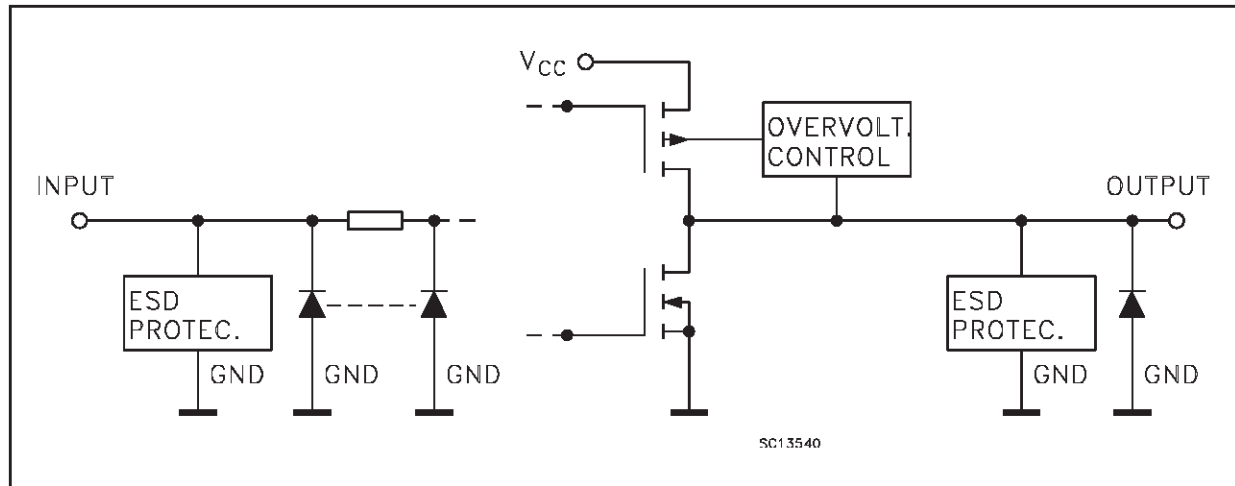 VCC
OVERVOLT.
CONTROL
INPUT
OUTPUT
ESD
PROTEC.
GND
GND
GND
ESD
PROTEC.
GND
GND
SC13540